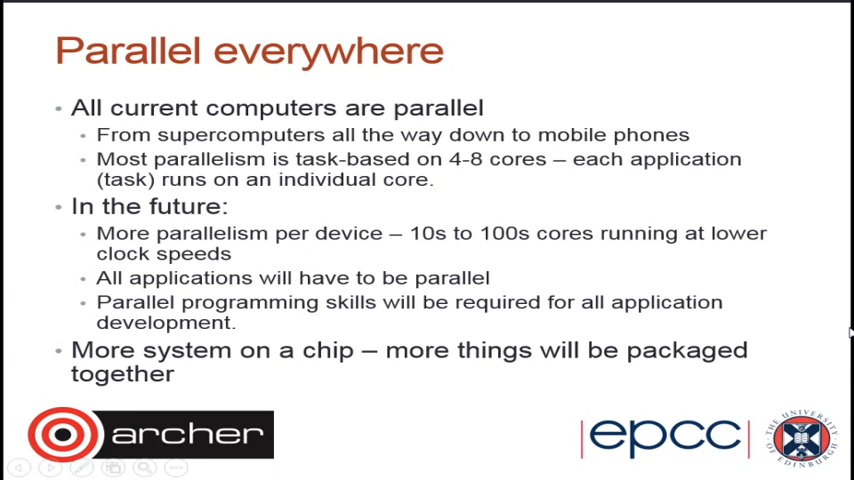 Parallel everywhere
• All current computers are parallel
• From supercomputers all the way down to mobile phones
• Most parallelism is task-based on 4-8 cores – each application
(task) runs on an individual core.
• In the future:
• More parallelism per device – 10s to 100s cores running at lower
clock speeds
• All applications will have to be parallel
• Parallel programming skills will be required for all application
development.
• More system on a chip – more things will be packaged
together
archer
epcc
THE UNIVERSITY OF EDINBURGH